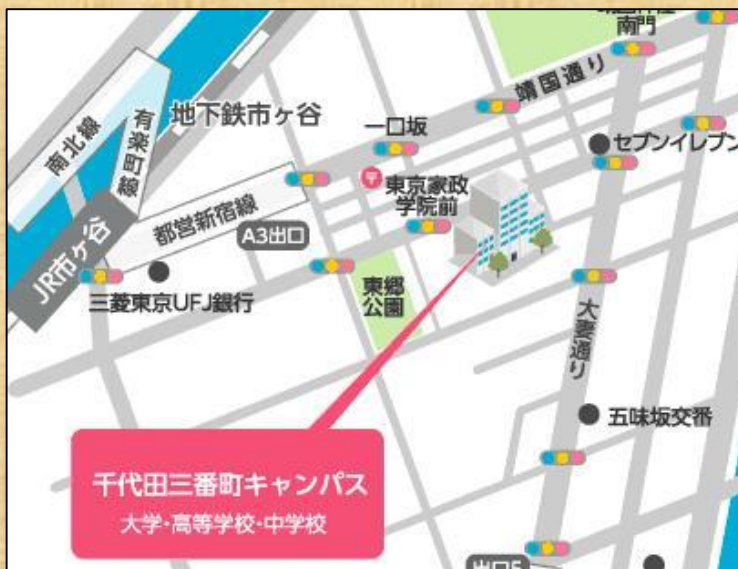 南門
靖国通り
地下鉄市ヶ谷
一口坂
南北線
有楽町線
セブンイレブン
〒
東京家政
学院前
都営新宿線
A3出口
JR市ヶ谷
三菱東京UFJ銀行
東郷
公園
大妻通り
五味坂交番
千代田三番町キャンパス
大学・高等学校・中学校